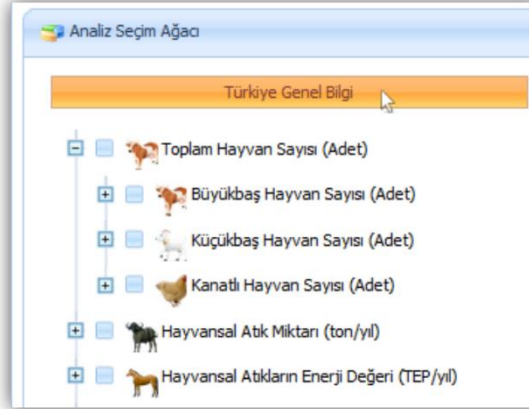 Analiz Seçim Ağacı
Türkiye Genel Bilgi
Toplam Hayvan Sayısı (Adet)
Büyükbaş Hayvan Sayısı (Adet)
Küçükbaş Hayvan Sayısı (Adet)
Kanatlı Hayvan Sayısı (Adet)
Hayvansal Atık Miktarı (ton/yıl)
Hayvansal Atıkların Enerji Değeri (TEP/yıl)